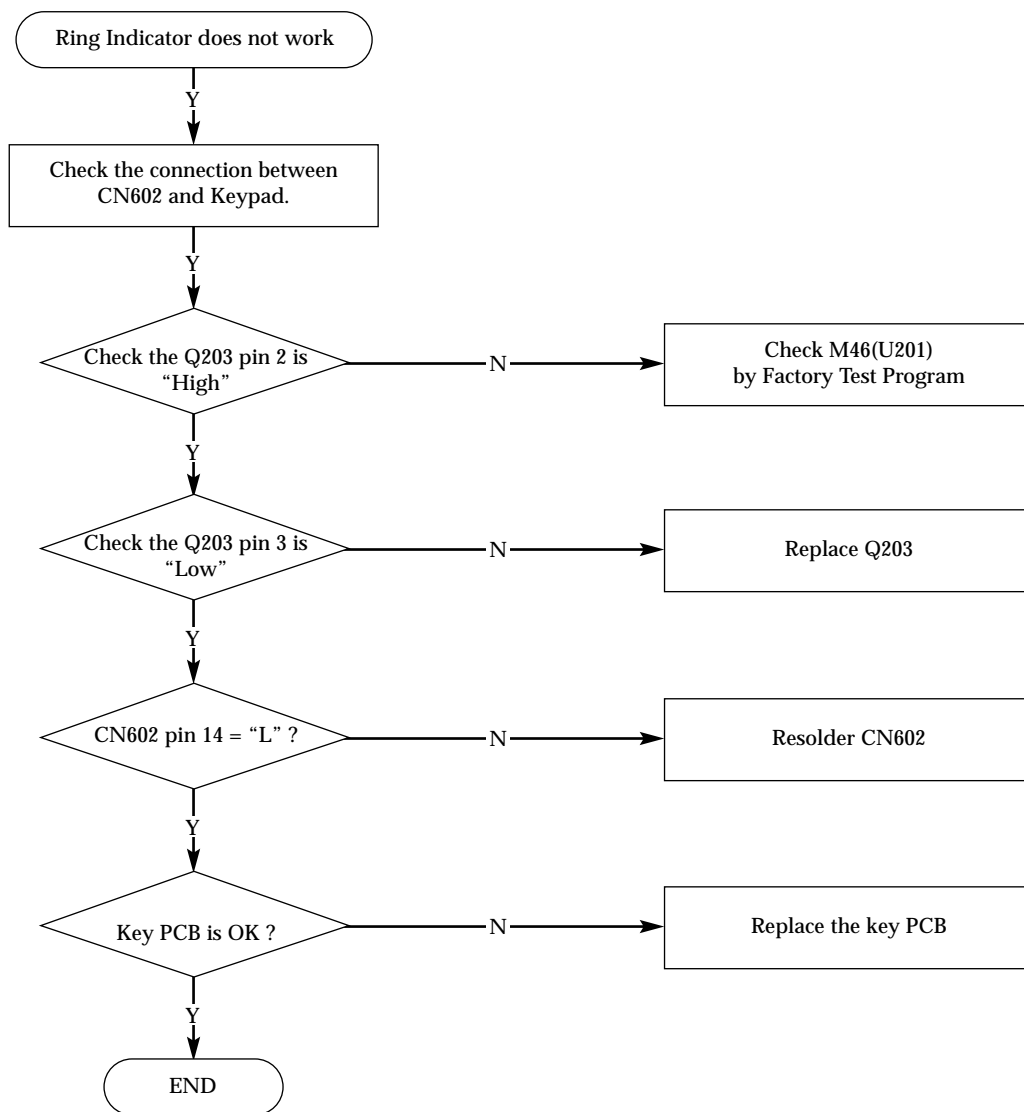 Ring Indicator does not work
Y
Check the connection between
CN602 and Keypad.
Y
Check the Q203 pin 2 is
“High”
N
Check M46(U201)
by Factory Test Program
Y
Check the Q203 pin 3 is
“Low”
N
Replace Q203
Y
CN602 pin 14 = “L” ?
N
Resolder CN602
Y
Key PCB is OK ?
N
Replace the key PCB
Y
END